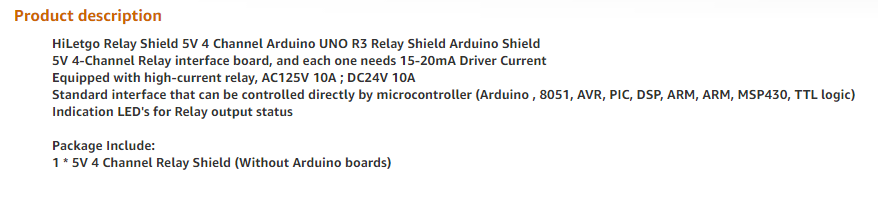 Product description
HiLetgo Relay Shield 5V 4 Channel Arduino UNO R3 Relay Shield Arduino Shield
5V 4-Channel Relay interface board, and each one needs 15-20mA Driver Current
Equipped with high-current relay, AC125V 10A ; DC24V 10A
Standard interface that can be controlled directly by microcontroller (Arduino , 8051, AVR, PIC, DSP, ARM, ARM, MSP430, TTL logic)
Indication LED's for Relay output status
Package Include:
1 * 5V 4 Channel Relay Shield (Without Arduino boards)